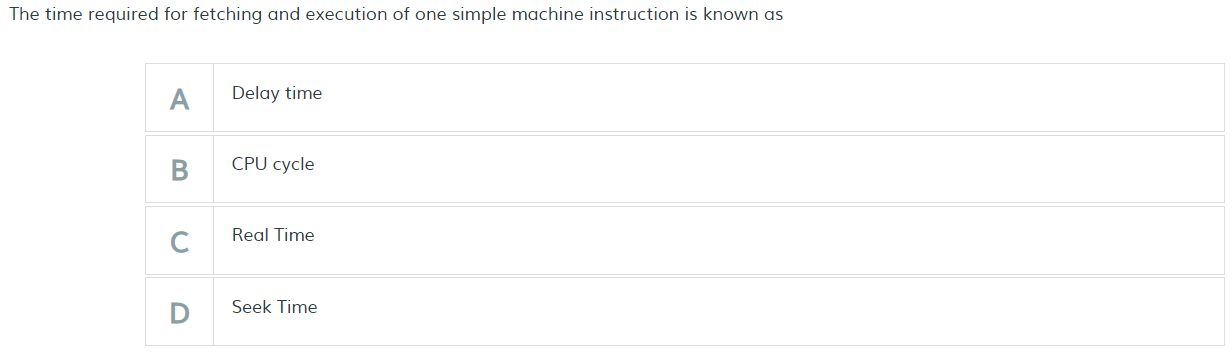 The time required for fetching and execution of one simple machine instruction is known as
A Delay time
B CPU cycle
C Real Time
D Seek Time